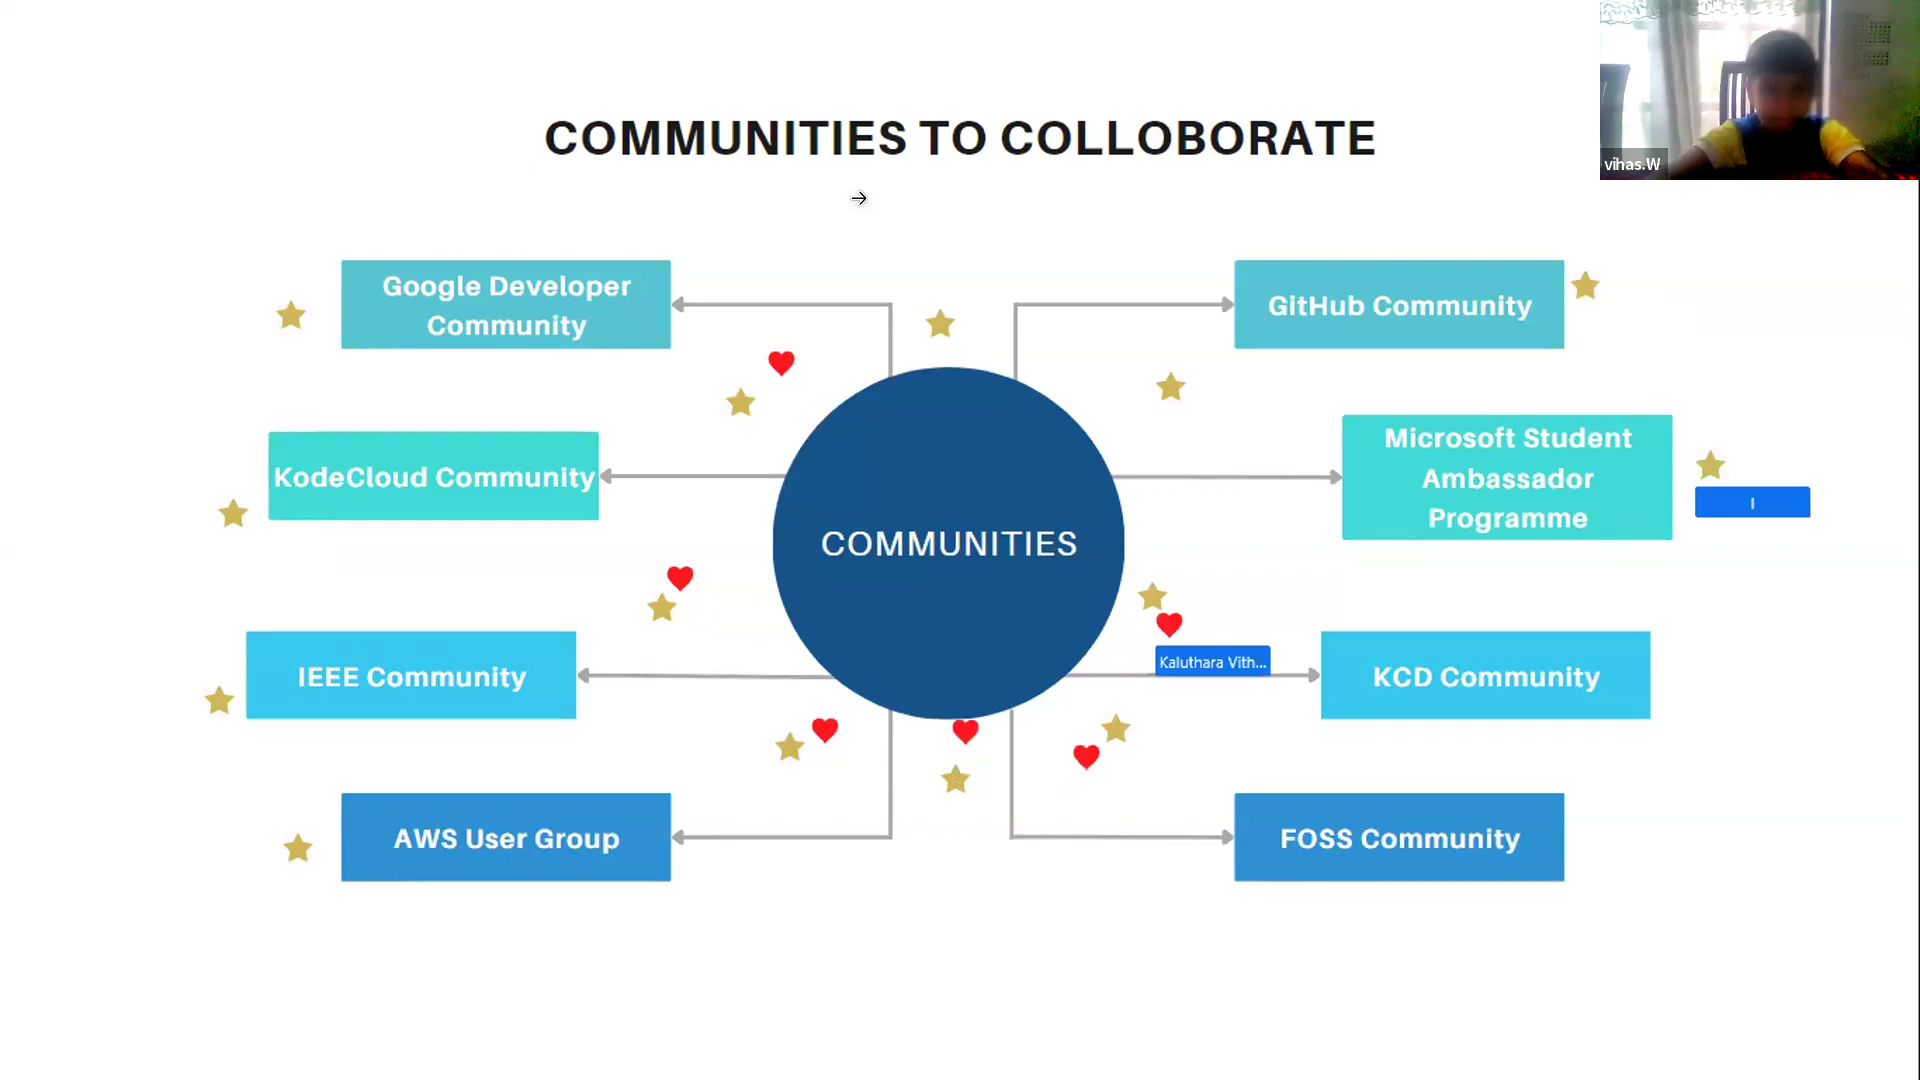 COMMUNITIES TO COLLOBORATE
vihas.W
Google Developer
Community
GitHub Community
KodeCloud Community
Microsoft Student
Ambassador
Programme
I
COMMUNITIES
IEEE Community
Kaluthara Vith...
KCD Community
AWS User Group
FOSS Community